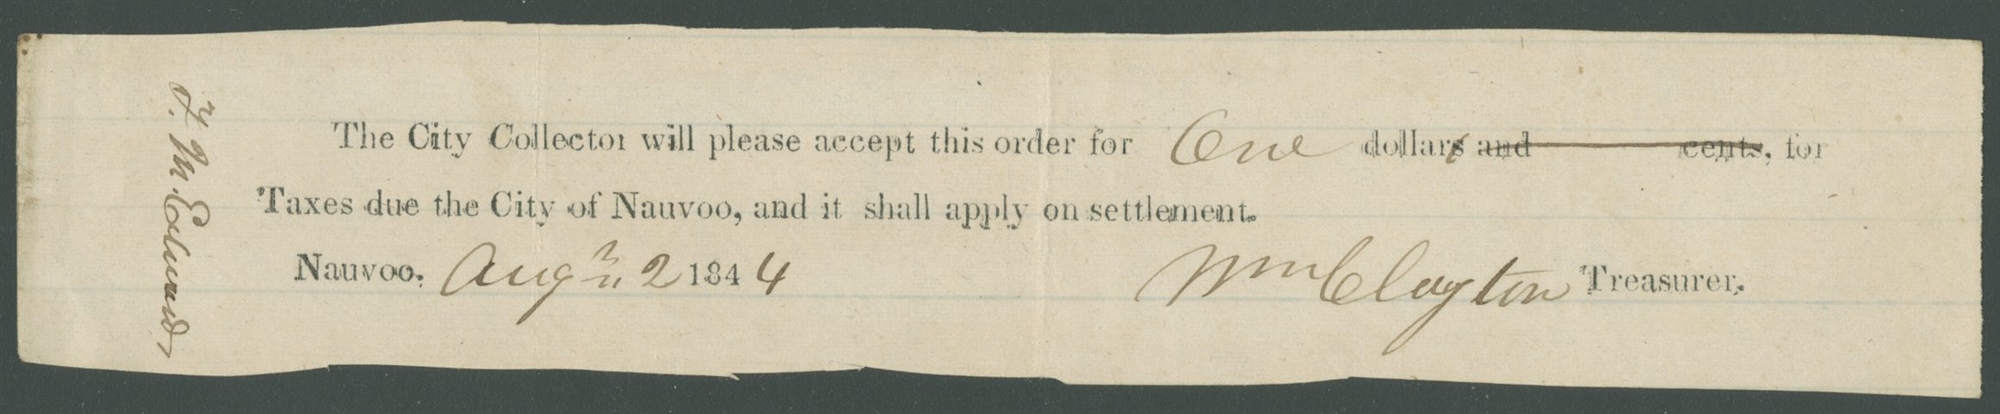 The City Collector will please accept this order for One dollars and cents, for
Taxes due the City of Nauvoo, and it shall apply on settlement.
Nauvoo. Augt. 2 1844 Wm Clayton Treasurer.
F. M. Edwards